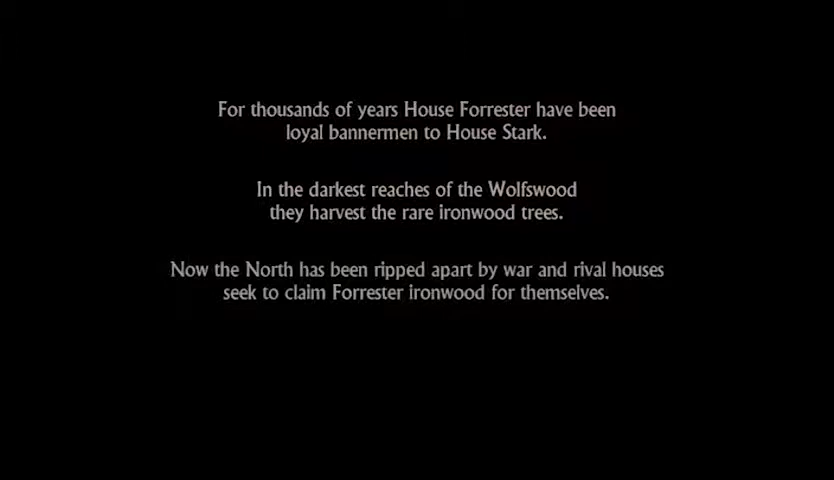 For thousands of years House Forrester have been
loyal bannermen to House Stark.
In the darkest reaches of the Wolfswood
they harvest the rare ironwood trees.
Now the North has been ripped apart by war and rival houses
seek to claim Forrester ironwood for themselves.